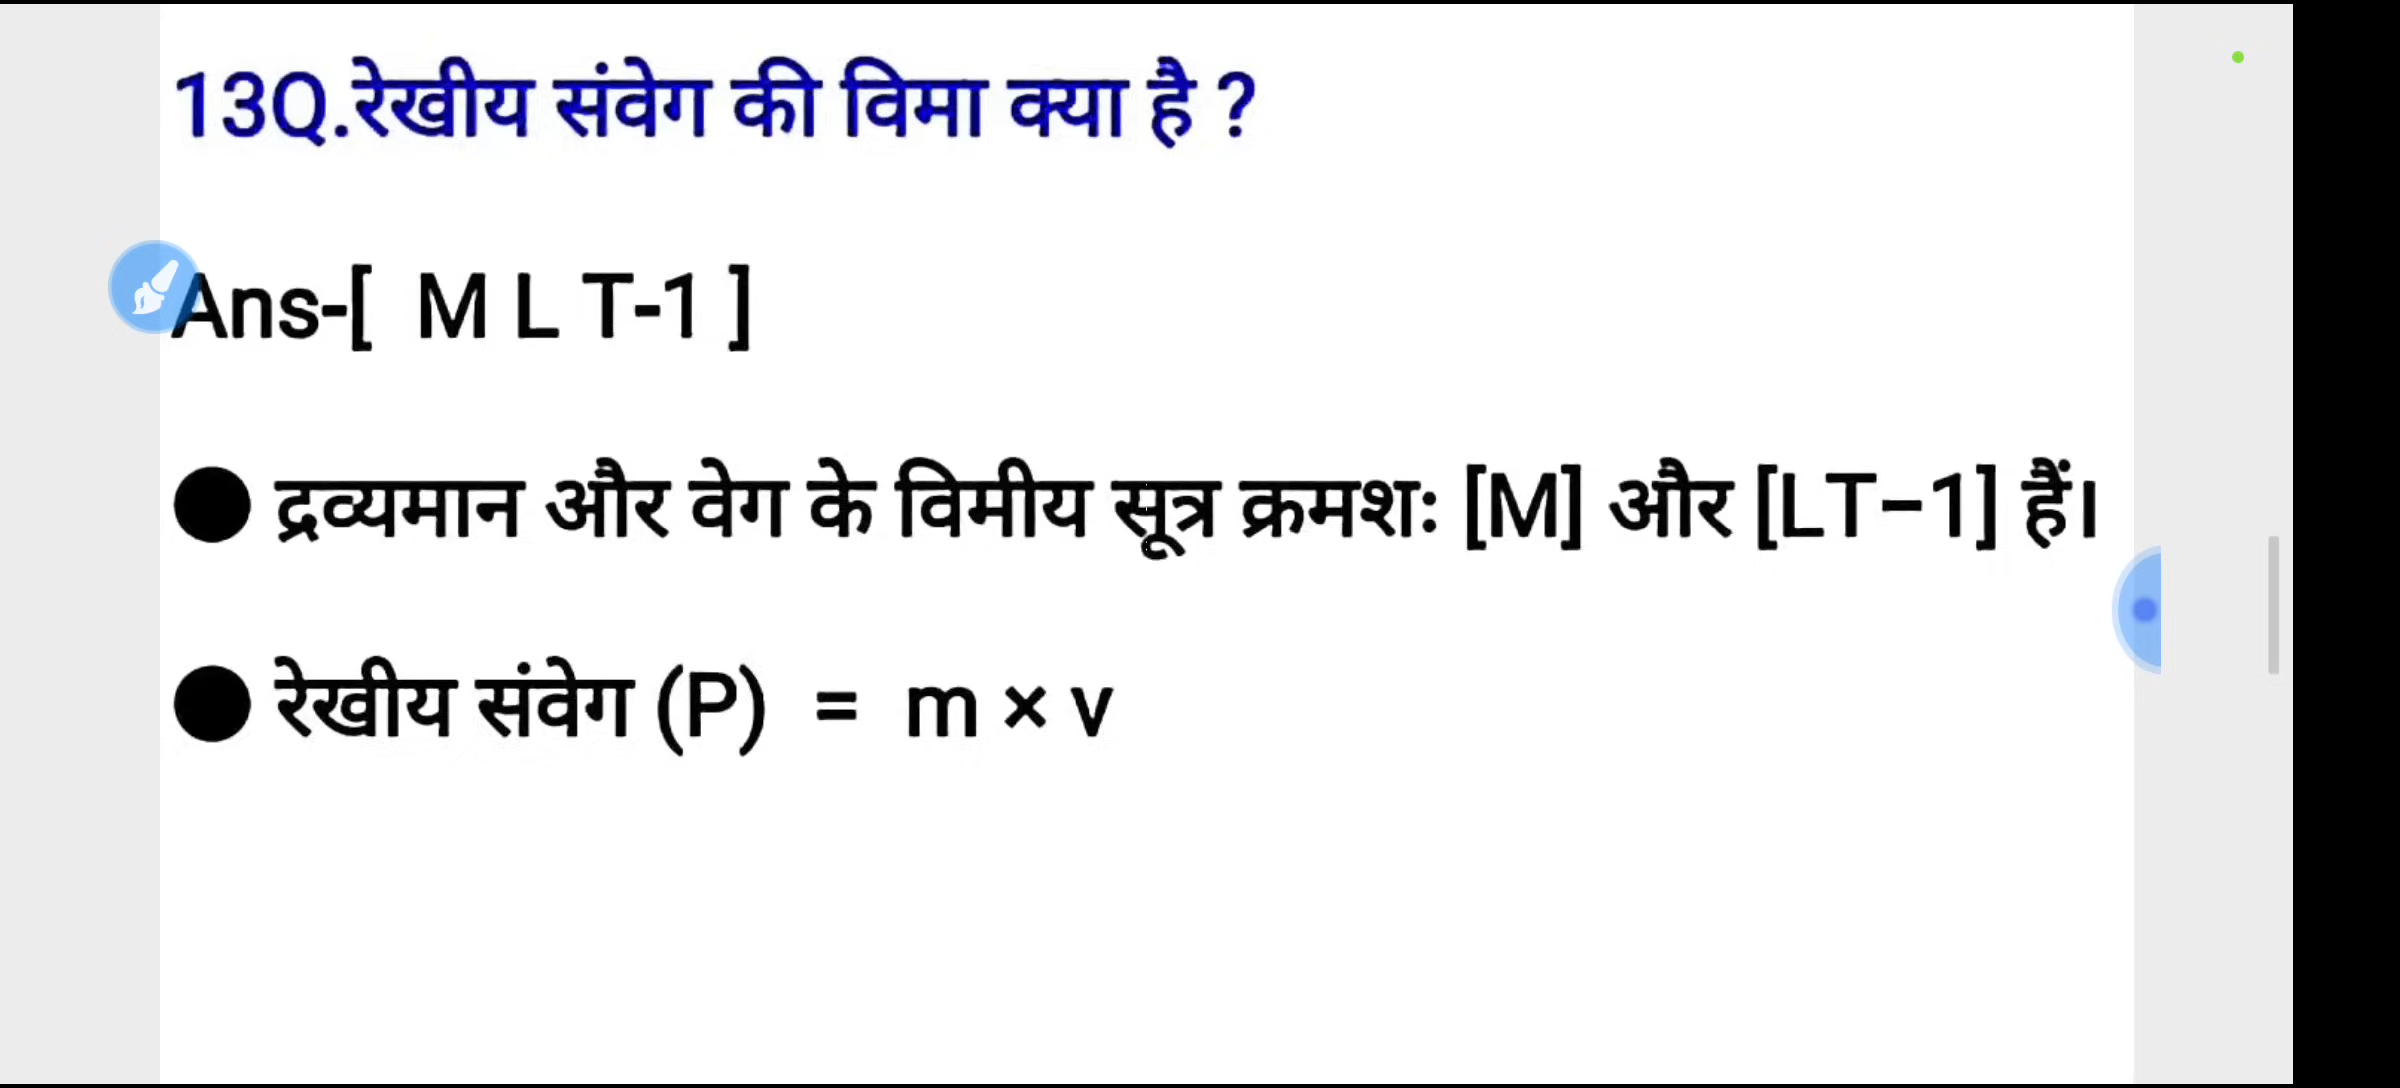 13Q.रेखीय संवेग की विमा क्या है ?
Ans-[ M L T-1 ]
● द्रव्यमान और वेग के विमीय सूत्र क्रमशः [M] और [LT−1] हैं।
● रेखीय संवेग (P) = m × v